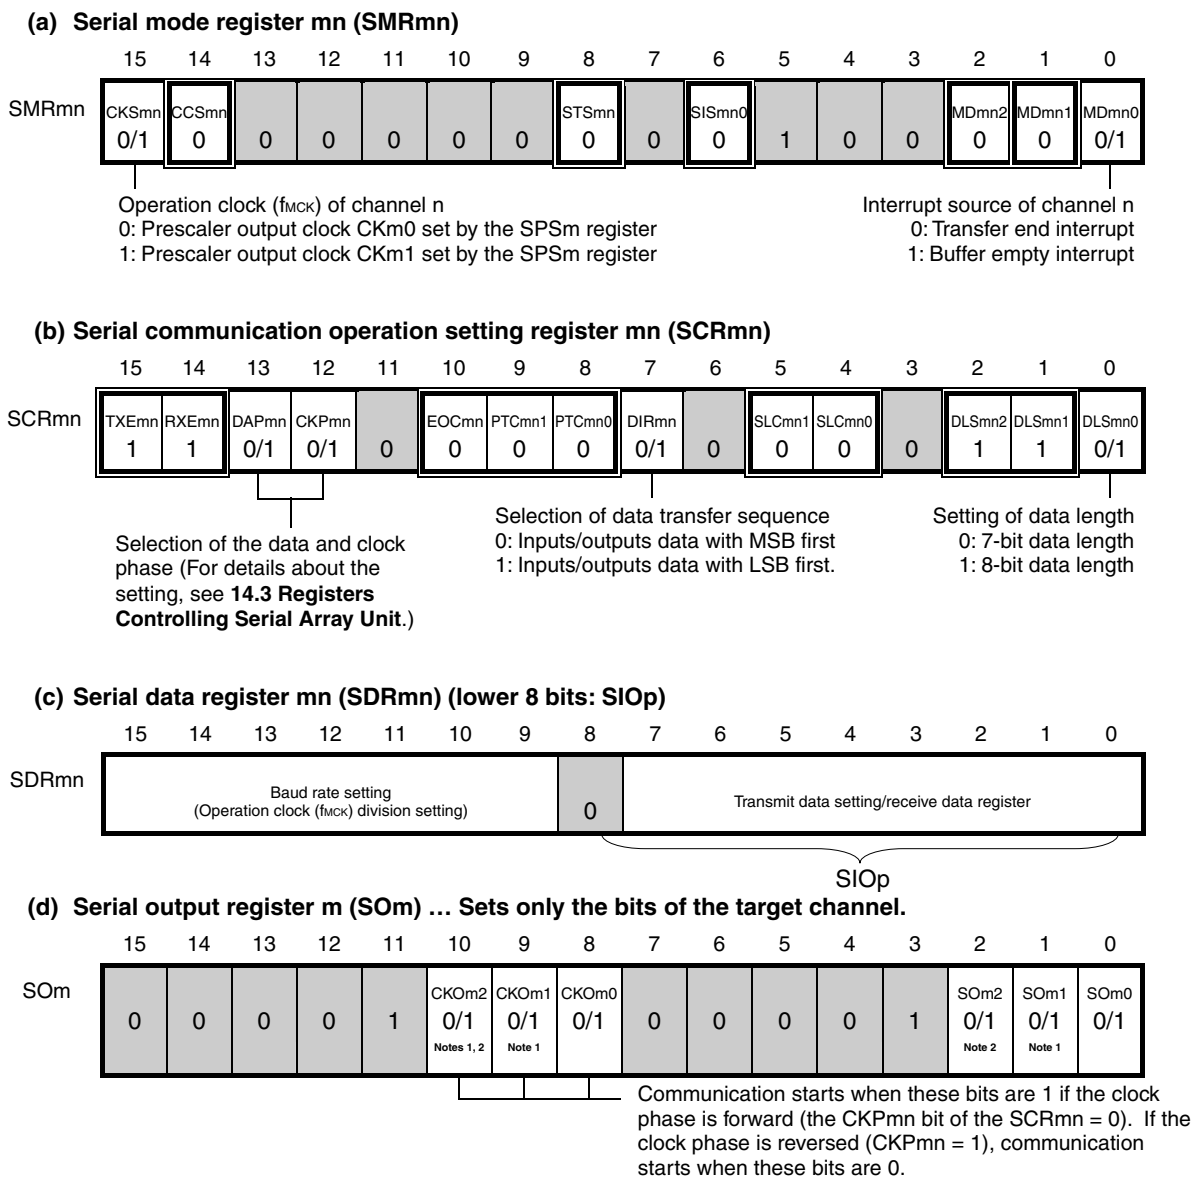 (a) Serial mode register mn (SMRmn)
15 14 13 12 11 10 9 8 7 6 5 4 3 2 1 0
SMRmn
CKSmn CCSmn STSmn SISmn0 MDmn2 MDmn1 MDmn0
0/1 0 0 0 0 0 0 0 0 0 1 0 0 0 0 0/1
Operation clock (fMCK) of channel n
0: Prescaler output clock CKm0 set by the SPSm register
1: Prescaler output clock CKm1 set by the SPSm register
Interrupt source of channel n
0: Transfer end interrupt
1: Buffer empty interrupt
(b) Serial communication operation setting register mn (SCRmn)
15 14 13 12 11 10 9 8 7 6 5 4 3 2 1 0
SCRmn
TXEmn RXEmn DAPmn CKPmn EOCmn PTCmn1 PTCmn0 DIRmn SLCmn1 SLCmn0 DLSmn2 DLSmn1 DLSmn0
1 1 0/1 0/1 0 0 0 0 0/1 0 0 0 0 1 1 0/1
Selection of the data and clock
phase (For details about the
setting, see 14.3 Registers
Controlling Serial Array Unit.)
Selection of data transfer sequence
0: Inputs/outputs data with MSB first
1: Inputs/outputs data with LSB first.
Setting of data length
0: 7-bit data length
1: 8-bit data length
(c) Serial data register mn (SDRmn) (lower 8 bits: SIOp)
15 14 13 12 11 10 9 8 7 6 5 4 3 2 1 0
SDRmn
Baud rate setting
(Operation clock (fMCK) division setting)
0
Transmit data setting/receive data register
SIOp
(d) Serial output register m (SOm) … Sets only the bits of the target channel.
15 14 13 12 11 10 9 8 7 6 5 4 3 2 1 0
SOm
CKOm2 CKOm1 CKOm0 SOm2 SOm1 SOm0
0 0 0 0 1 0/1 0/1 0/1 0 0 0 0 1 0/1 0/1 0/1
Notes 1, 2 Note 1 Note 2 Note 1
Communication starts when these bits are 1 if the clock
phase is forward (the CKPmn bit of the SCRmn = 0). If the
clock phase is reversed (CKPmn = 1), communication
starts when these bits are 0.